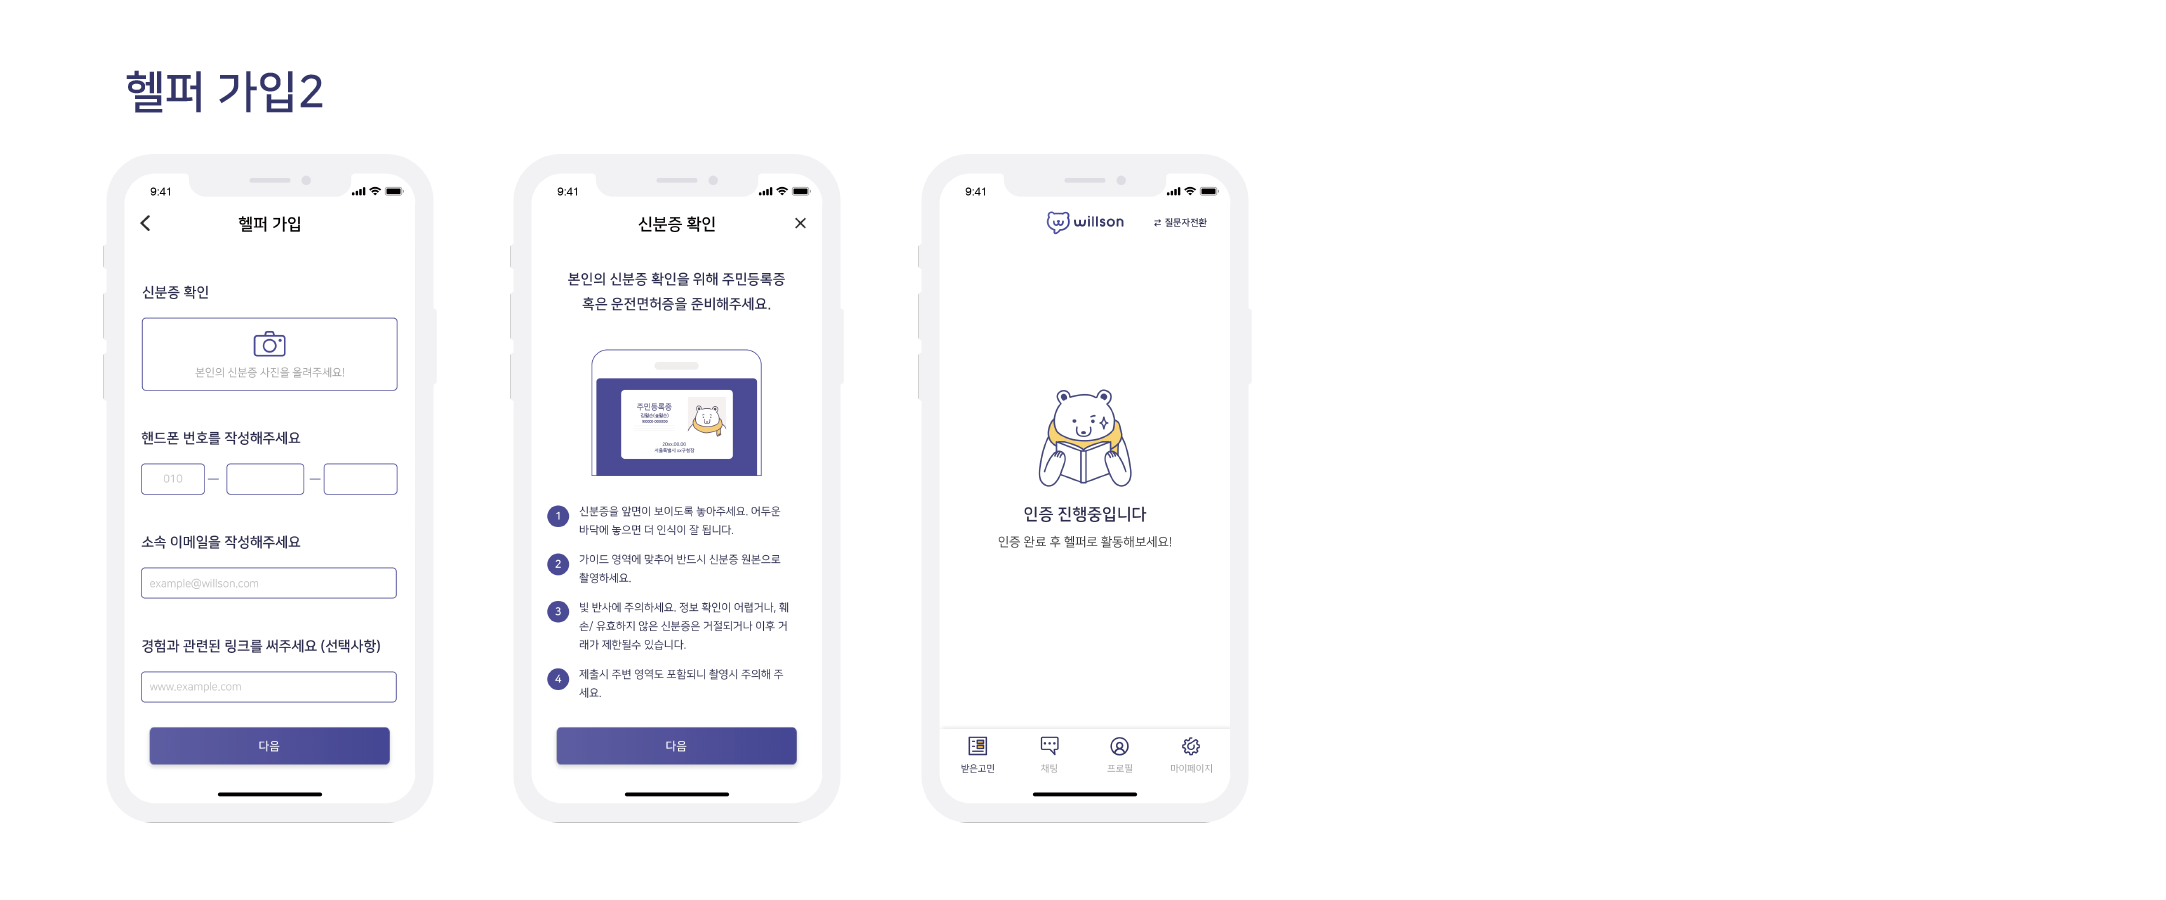 헬퍼 가입2
9:41
헬퍼 가입
신분증 확인
본인의 신분증 사진을 올려주세요!
핸드폰 번호를 작성해주세요
010
소속 이메일을 작성해주세요
example@willson.com
경험과 관련된 링크를 써주세요 (선택사항)
www.example.com
다음
9:41
신분증 확인
본인의 신분증 확인을 위해 주민등록증
혹은 운전면허증을 준비해주세요.
주민등록증
20xx.00.00
서울특별시 xx구청장
1 신분증을 앞면이 보이도록 놓아주세요. 어두운
바닥에 놓으면 더 인식이 잘 됩니다.
2 가이드 영역에 맞추어 반드시 신분증 원본으로
촬영하세요.
3 빛 반사에 주의하세요. 정보 확인이 어렵거나, 훼
손/ 유효하지 않은 신분증은 거절되거나 이후 거
래가 제한될수 있습니다.
4 제출시 주변 영역도 포함되니 촬영시 주의해 주
세요.
다음
9:41
willson
질문자전환
인증 진행중입니다
인증 완료 후 헬퍼로 활동해보세요!
받은고민
채팅
프로필
마이페이지